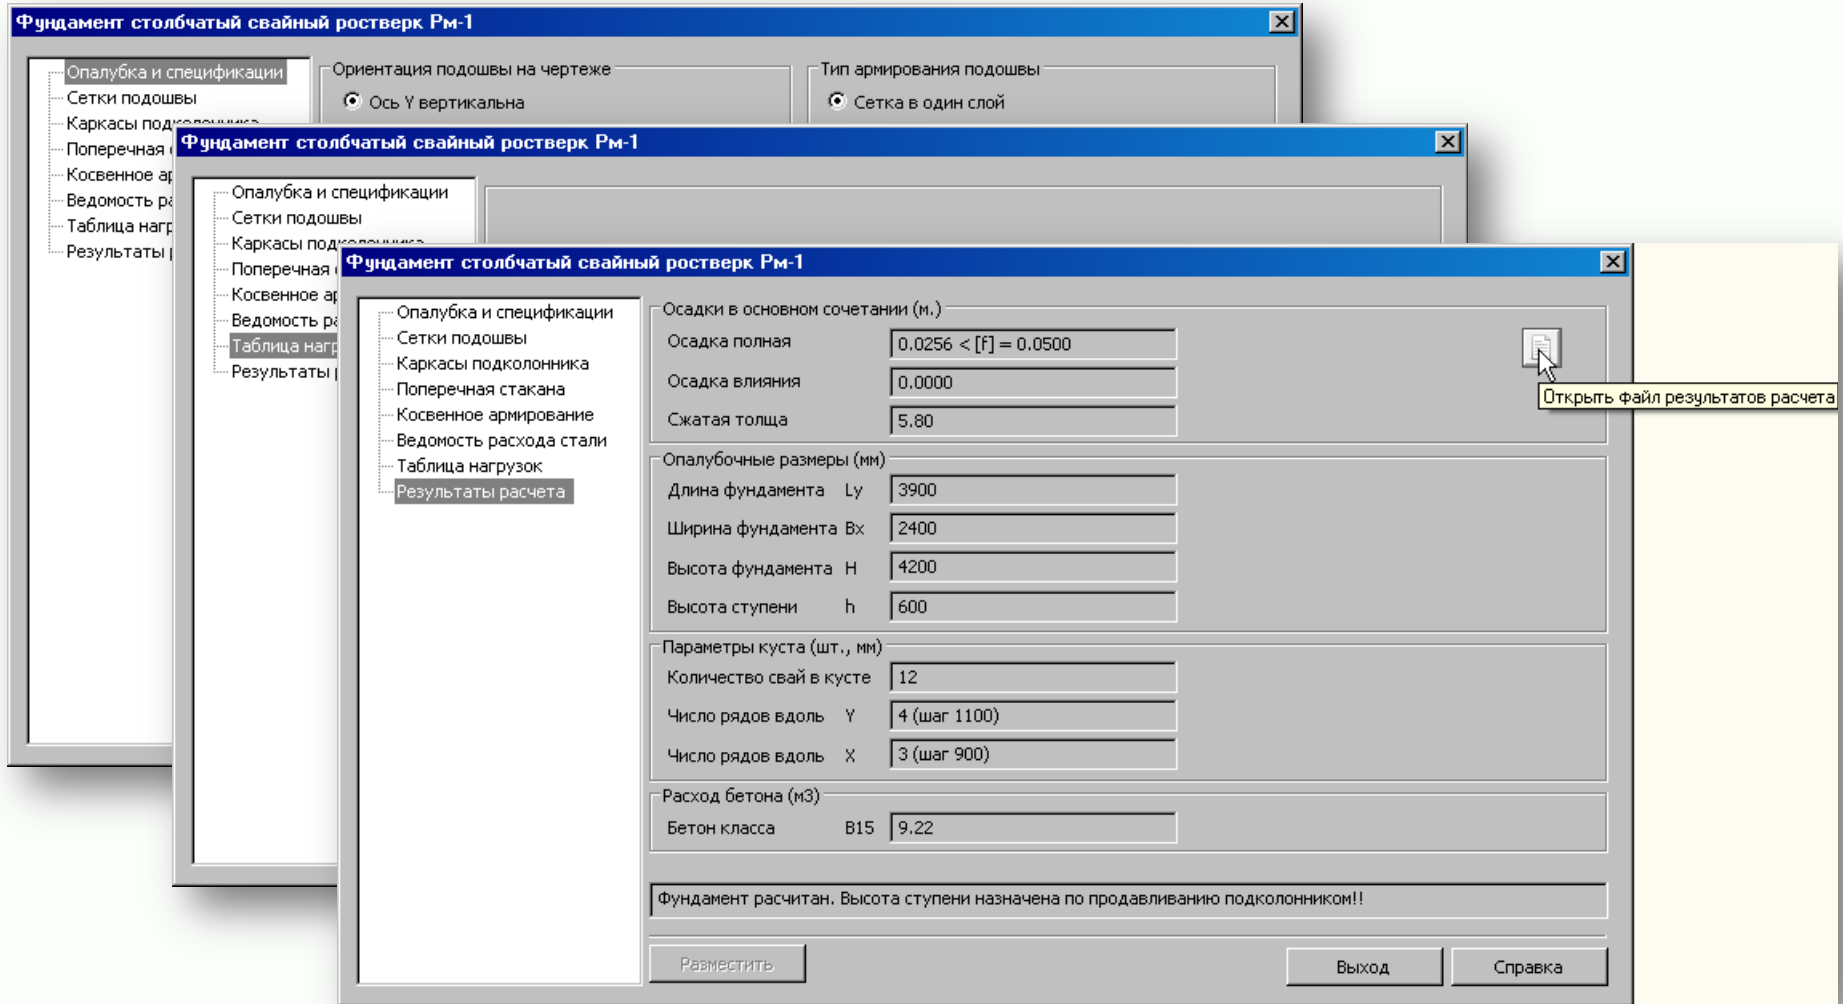 Фундамент столбчатый свайный ростверк Рм-1
Опалубка и спецификации
Сетки подошвы
Каркасы подколонника
Поперечная
Косвенное ар
Ведомость ра
Таблица нагр
Результаты
Ориентация подошвы на чертеже
Ось Y вертикальна
Тип армирования подошвы
Сетка в один слой
Фундамент столбчатый свайный ростверк Рм-1
Опалубка и спецификации
Сетки подошвы
Каркасы подколонника
Поперечная
Косвенное ар
Ведомость ра
Таблица нагр
Результаты
Фундамент столбчатый свайный ростверк Рм-1
Опалубка и спецификации
Сетки подошвы
Каркасы подколонника
Поперечная стакана
Косвенное армирование
Ведомость расхода стали
Таблица нагрузок
Результаты расчета
Осадки в основном сочетании (м.)
Осадка полная 0.0256 < [f] = 0.0500
Осадка влияния 0.0000
Сжатая толща 5.80
Открыть файл результатов расчета
Опалубочные размеры (мм)
Длина фундамента Ly 3900
Ширина фундамента Bx 2400
Высота фундамента H 4200
Высота ступени h 600
Параметры куста (шт., мм)
Количество свай в кусте 12
Число рядов вдоль Y 4 (шаг 1100)
Число рядов вдоль X 3 (шаг 900)
Расход бетона (м3)
Бетон класса B15 9.22
Фундамент расчитан. Высота ступени назначена по продавливанию подколонником!!
Разместить
Выход
Справка